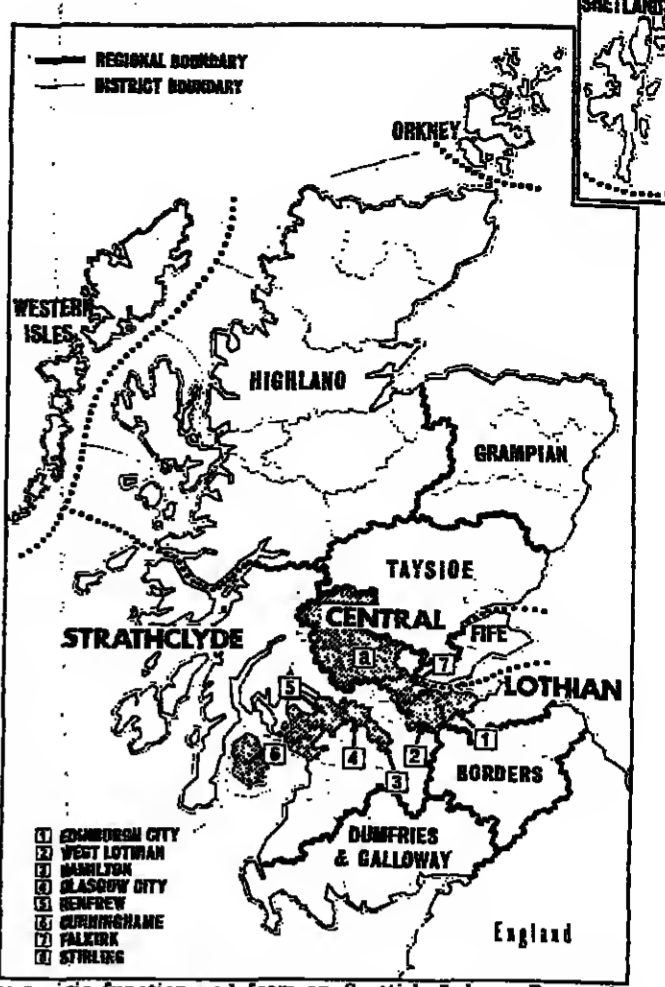 SHETLAND
REGIONAL BOUNDARY
DISTRICT BOUNDARY
ORKNEY
WESTERN
ISLES
HIGHLAND
GRAMPIAN
TAYSIDE
CENTRAL
STRATHCLYDE
FIFE
8
7
LOTHIAN
5
6
4
2
1
3
BORDERS
DUMFRIES
& GALLOWAY
1 EDINBURGH CITY
2 WEST LOTHIAN
3 HAMILTON
4 GLASGOW CITY
5 RENFREW
6 CUNNINGHAME
7 FALKIRK
8 STIRLING
England